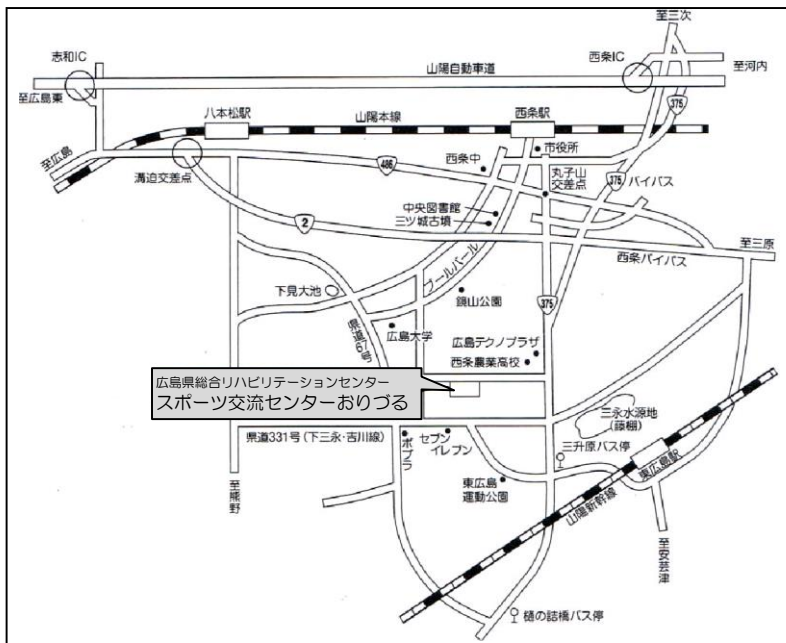 至三次
志和IC
山陽自動車道
西条IC
至河内
至広島東
375
八本松駅
山陽本線
西条駅
市役所
至広島
溝迫交差点
486
西条中
丸子山
交差点
375
バイパス
中央図書館
三ツ城古墳
2
ブールバール
至三原
西条バイパス
下見大池
鏡山公園
375
県道67号
広島大学
広島テクノプラザ
西条農業高校
広島県総合リハビリテーションセンター
スポーツ交流センターおりづる
三永水源地
(藤棚)
県道331号(下三永・吉川線)
ポプラ
セブン
イレブン
三升原バス停
東広島駅
至熊野
東広島
運動公園
山陽新幹線
至安芸津
樋の詰橋バス停